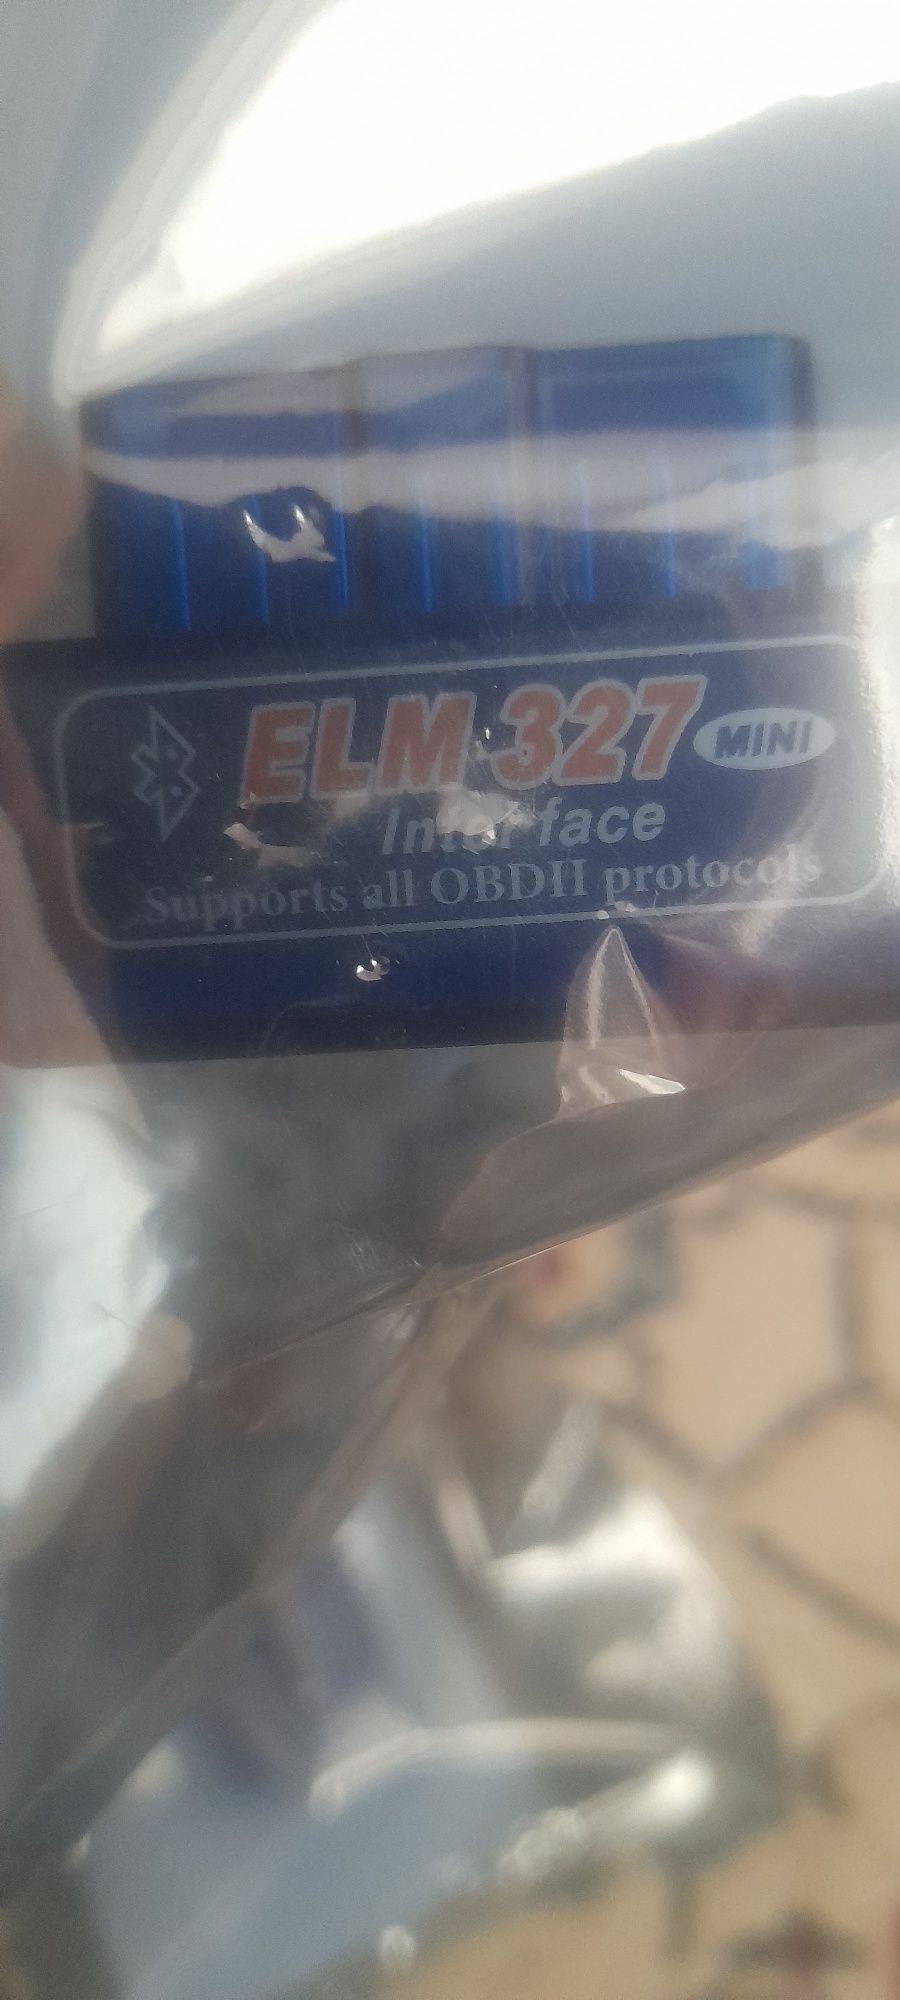 ELM 327 MINI
Interface
Supports all OBDII protocols